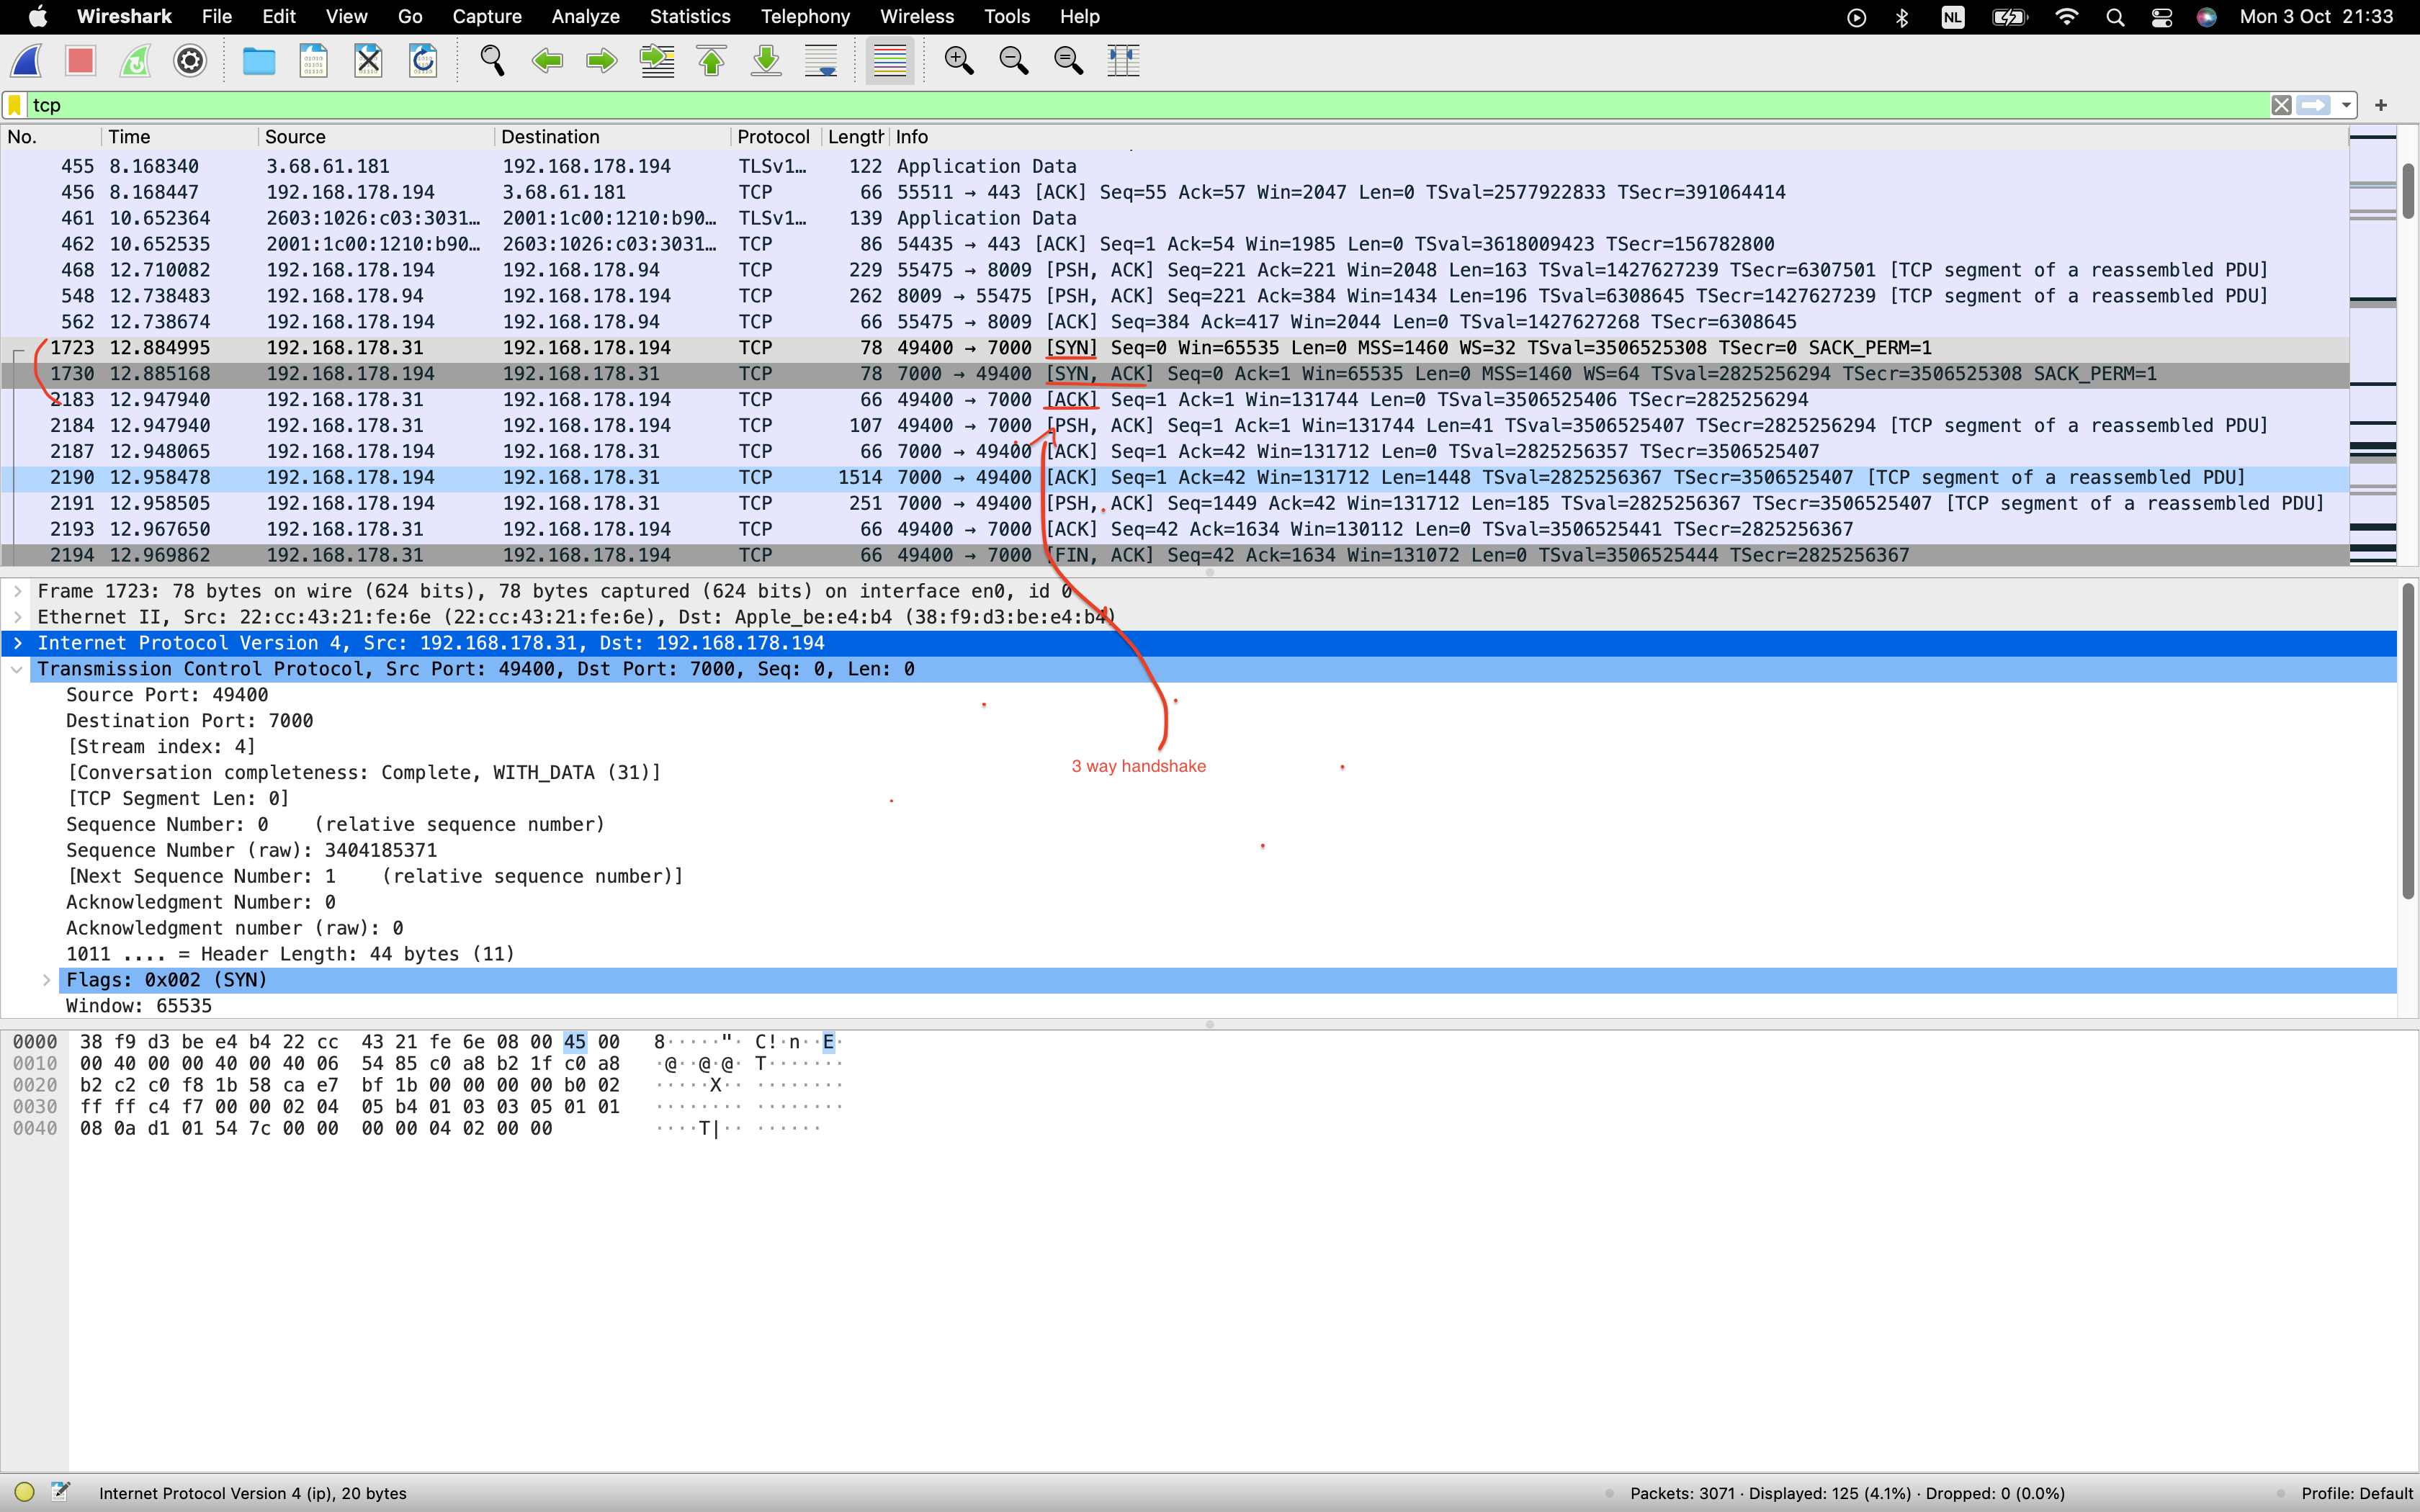 Wireshark File Edit View Go Capture Analyze Statistics Telephony Wireless Tools Help NL Mon 3 Oct 21:33
tcp
No. Time Source Destination Protocol Length Info
455 8.168340 3.68.61.181 192.168.178.194 TLSv1… 122 Application Data
456 8.168447 192.168.178.194 3.68.61.181 TCP 66 55511 → 443 [ACK] Seq=55 Ack=57 Win=2047 Len=0 TSval=2577922833 TSecr=391064414
461 10.652364 2603:1026:c03:3031… 2001:1c00:1210:b90… TLSv1… 139 Application Data
462 10.652535 2001:1c00:1210:b90… 2603:1026:c03:3031… TCP 86 54435 → 443 [ACK] Seq=1 Ack=54 Win=1985 Len=0 TSval=3618009423 TSecr=156782800
468 12.710082 192.168.178.194 192.168.178.94 TCP 229 55475 → 8009 [PSH, ACK] Seq=221 Ack=221 Win=2048 Len=163 TSval=1427627239 TSecr=6307501 [TCP segment of a reassembled PDU]
548 12.738483 192.168.178.94 192.168.178.194 TCP 262 8009 → 55475 [PSH, ACK] Seq=221 Ack=384 Win=1434 Len=196 TSval=6308645 TSecr=1427627239 [TCP segment of a reassembled PDU]
562 12.738674 192.168.178.194 192.168.178.94 TCP 66 55475 → 8009 [ACK] Seq=384 Ack=417 Win=2044 Len=0 TSval=1427627268 TSecr=6308645
1723 12.884995 192.168.178.31 192.168.178.194 TCP 78 49400 → 7000 [SYN] Seq=0 Win=65535 Len=0 MSS=1460 WS=32 TSval=3506525308 TSecr=0 SACK_PERM=1
1730 12.885168 192.168.178.194 192.168.178.31 TCP 78 7000 → 49400 [SYN, ACK] Seq=0 Ack=1 Win=65535 Len=0 MSS=1460 WS=64 TSval=2825256294 TSecr=3506525308 SACK_PERM=1
2183 12.947940 192.168.178.31 192.168.178.194 TCP 66 49400 → 7000 [ACK] Seq=1 Ack=1 Win=131744 Len=0 TSval=3506525406 TSecr=2825256294
2184 12.947940 192.168.178.31 192.168.178.194 TCP 107 49400 → 7000 [PSH, ACK] Seq=1 Ack=1 Win=131744 Len=41 TSval=3506525407 TSecr=2825256294 [TCP segment of a reassembled PDU]
2187 12.948065 192.168.178.194 192.168.178.31 TCP 66 7000 → 49400 [ACK] Seq=1 Ack=42 Win=131712 Len=0 TSval=2825256357 TSecr=3506525407
2190 12.958478 192.168.178.194 192.168.178.31 TCP 1514 7000 → 49400 [ACK] Seq=1 Ack=42 Win=131712 Len=1448 TSval=2825256367 TSecr=3506525407 [TCP segment of a reassembled PDU]
2191 12.958505 192.168.178.194 192.168.178.31 TCP 251 7000 → 49400 [PSH, ACK] Seq=1449 Ack=42 Win=131712 Len=185 TSval=2825256367 TSecr=3506525407 [TCP segment of a reassembled PDU]
2193 12.967650 192.168.178.31 192.168.178.194 TCP 66 49400 → 7000 [ACK] Seq=42 Ack=1634 Win=130112 Len=0 TSval=3506525441 TSecr=2825256367
2194 12.969862 192.168.178.31 192.168.178.194 TCP 66 49400 → 7000 [FIN, ACK] Seq=42 Ack=1634 Win=131072 Len=0 TSval=3506525444 TSecr=2825256367
Frame 1723: 78 bytes on wire (624 bits), 78 bytes captured (624 bits) on interface en0, id 0
Ethernet II, Src: 22:cc:43:21:fe:6e (22:cc:43:21:fe:6e), Dst: Apple_be:e4:b4 (38:f9:d3:be:e4:b4)
Internet Protocol Version 4, Src: 192.168.178.31, Dst: 192.168.178.194
Transmission Control Protocol, Src Port: 49400, Dst Port: 7000, Seq: 0, Len: 0
Source Port: 49400
Destination Port: 7000
[Stream index: 4]
3 way handshake
[Conversation completeness: Complete, WITH_DATA (31)]
[TCP Segment Len: 0]
Sequence Number: 0 (relative sequence number)
Sequence Number (raw): 3404185371
[Next Sequence Number: 1 (relative sequence number)]
Acknowledgment Number: 0
Acknowledgment number (raw): 0
1011 .... = Header Length: 44 bytes (11)
Flags: 0x002 (SYN)
Window: 65535
0000 38 f9 d3 be e4 b4 22 cc 43 21 fe 6e 08 00 45 00 8·····"· C!·n··E·
0010 00 40 00 00 40 00 40 06 54 85 c0 a8 b2 1f c0 a8 ·@··@·@· T·······
0020 b2 c2 c0 f8 1b 58 ca e7 bf 1b 00 00 00 00 b0 02 ·····X·· ········
0030 ff ff c4 f7 00 00 02 04 05 b4 01 03 03 05 01 01 ········ ········
0040 08 0a d1 01 54 7c 00 00 00 00 04 02 00 00 ····T|·· ······
Internet Protocol Version 4 (ip), 20 bytes Packets: 3071 · Displayed: 125 (4.1%) · Dropped: 0 (0.0%) Profile: Default